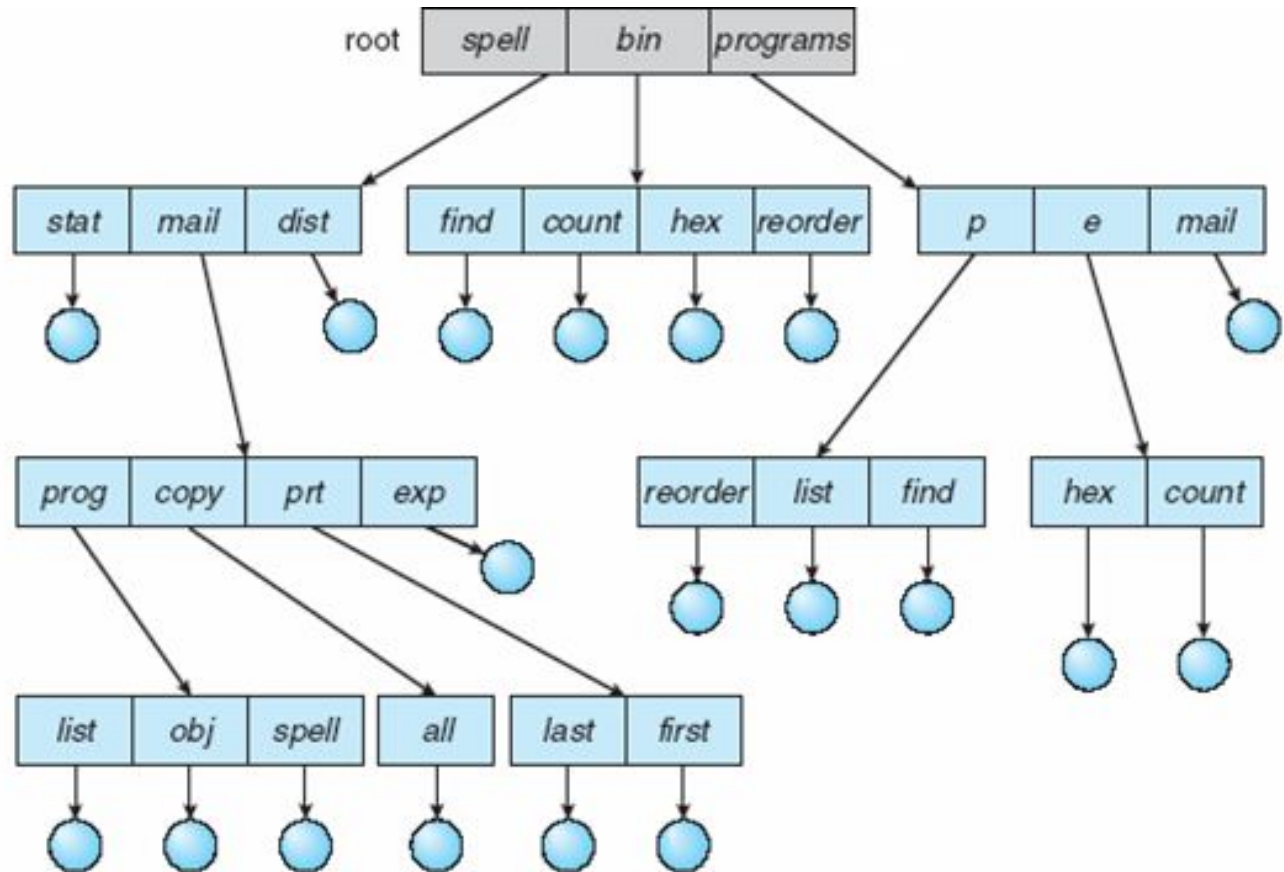 root spell bin programs
stat mail dist find count hex reorder p e mail
prog copy prt exp reorder list find hex count
list obj spell all last first